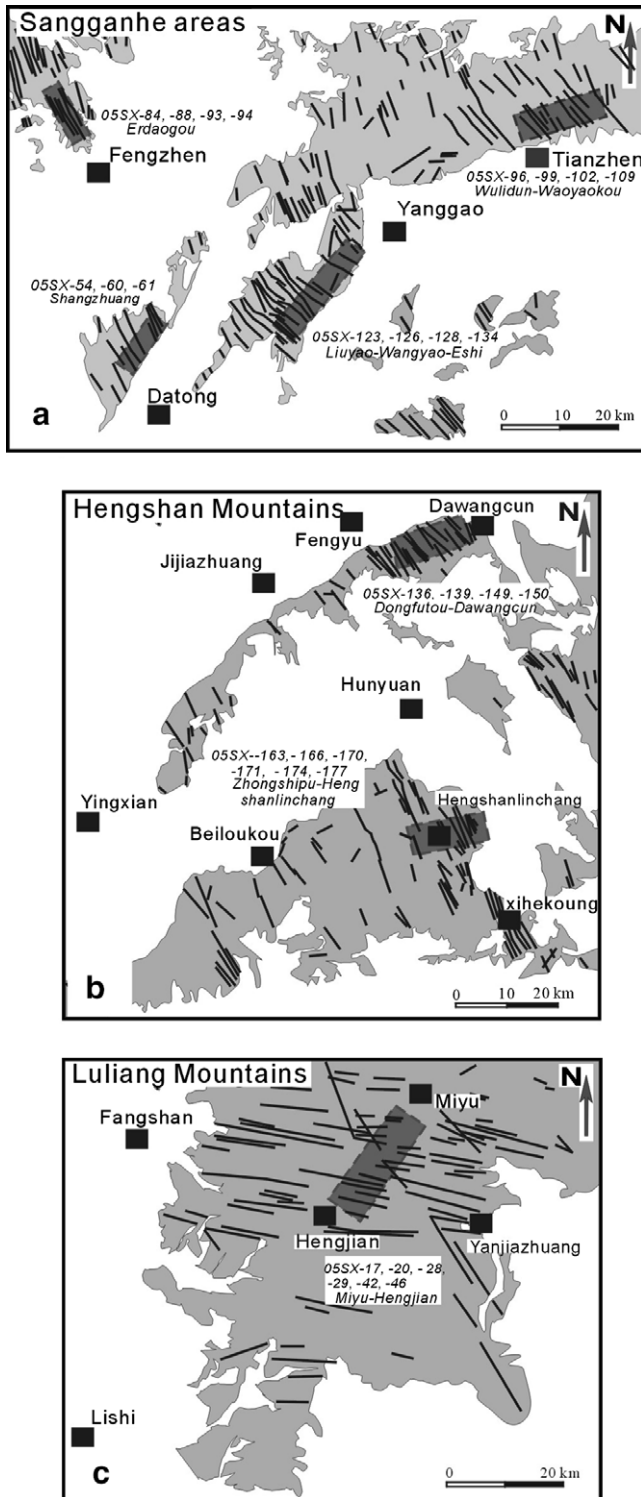 Sangganhe areas
N
05SX-84, -88, -93, -94
Erdaogou
Fengzhen
Tianzhen
05SX-96, -99, -102, -109
Wulidun-Waoyaokou
Yanggao
05SX-54, -60, -61
Shangzhuang
05SX-123, -126, -128, -134
Liuyao-Wangyao-Eshi
Datong
a
0 10 20 km
Hengshan Mountains
Dawangcun
N
Fengyu
Jijiazhuang
05SX-136, -139, -149, -150
Dongfutou-Dawangcun
Hunyuan
05SX--163, -166, -170,
-171, -174, -177
Zhongshipu-Heng
shanlinchang
Yingxian
Hengshanlinchang
Beiloukou
xihekoung
b
0 10 20 km
Luliang Mountains
N
Miyu
Fangshan
Hengjian
Yanjiazhuang
05SX-17, -20, -28,
-29, -42, -46
Miyu-Hengjian
Lishi
c
0 20 km